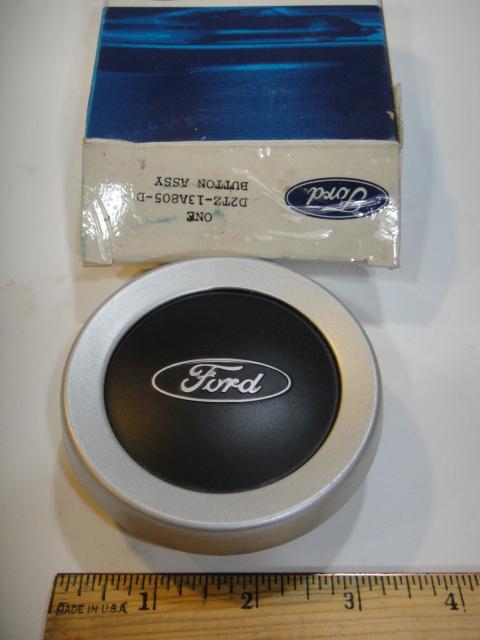 ONE
D2TZ-13A805-D
BUTTON ASSY
Ford
Ford
MADE IN U.S.A.
1 2 3 4